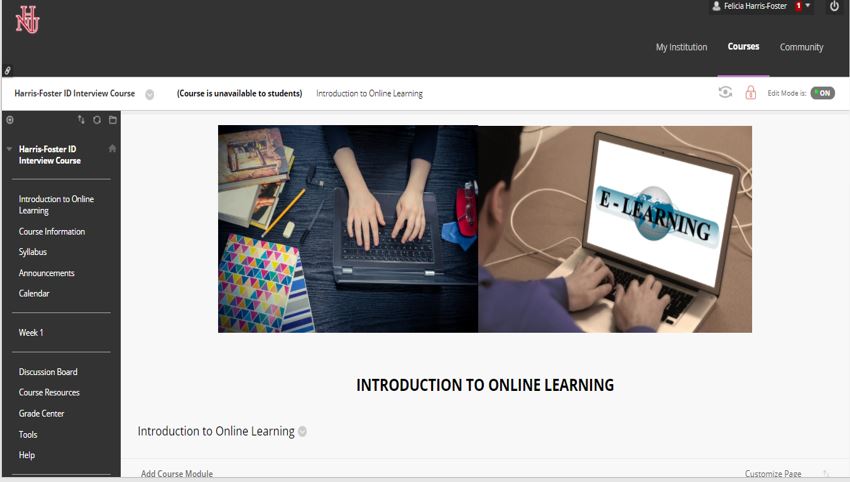 HNU
Felicia Harris-Foster 1
My Institution Courses Community
Harris-Foster ID Interview Course (Course is unavailable to students) Introduction to Online Learning Edit Mode is: ON
Harris-Foster ID
Interview Course
Introduction to Online
Learning
Course Information
Syllabus
Announcements
Calendar
Week 1
Discussion Board
Course Resources
Grade Center
Tools
Help
E - LEARNING
INTRODUCTION TO ONLINE LEARNING
Introduction to Online Learning
Add Course Module Customize Page